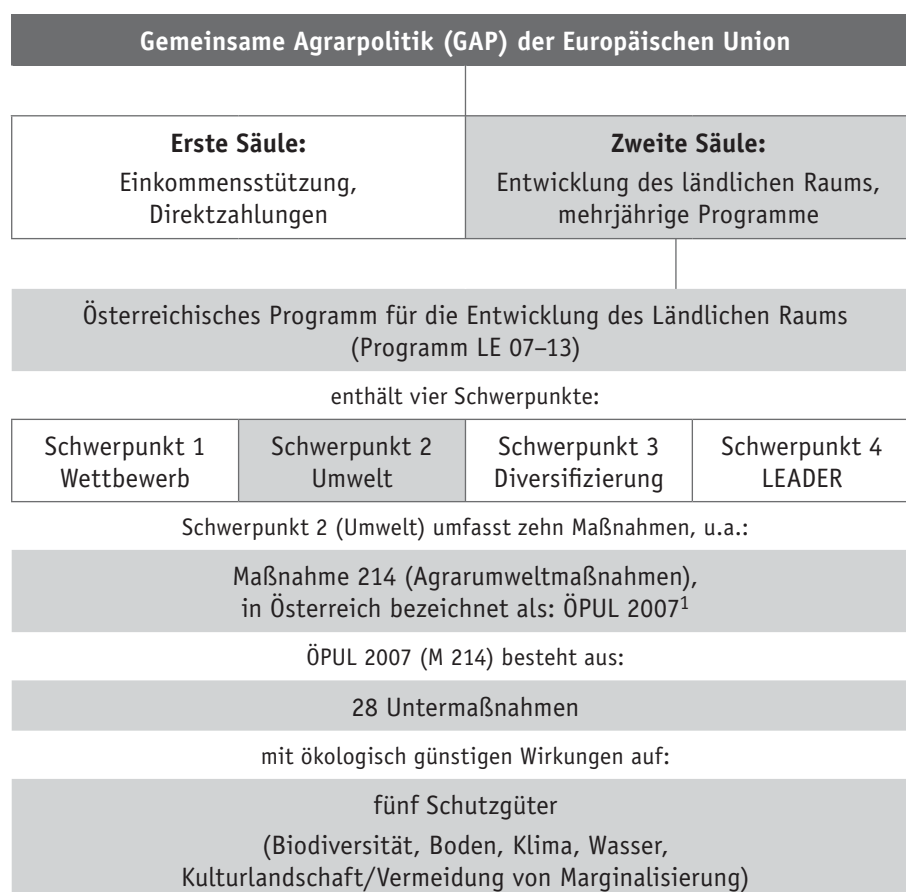 Gemeinsame Agrarpolitik (GAP) der Europäischen Union
Erste Säule:
Einkommensstützung,
Direktzahlungen
Zweite Säule:
Entwicklung des ländlichen Raums,
mehrjährige Programme
Österreichisches Programm für die Entwicklung des Ländlichen Raums
(Programm LE 07–13)
enthält vier Schwerpunkte:
Schwerpunkt 1
Wettbewerb
Schwerpunkt 2
Umwelt
Schwerpunkt 3
Diversifizierung
Schwerpunkt 4
LEADER
Schwerpunkt 2 (Umwelt) umfasst zehn Maßnahmen, u.a.:
Maßnahme 214 (Agrarumweltmaßnahmen),
in Österreich bezeichnet als: ÖPUL 2007¹
ÖPUL 2007 (M 214) besteht aus:
28 Untermaßnahmen
mit ökologisch günstigen Wirkungen auf:
fünf Schutzgüter
(Biodiversität, Boden, Klima, Wasser,
Kulturlandschaft/Vermeidung von Marginalisierung)